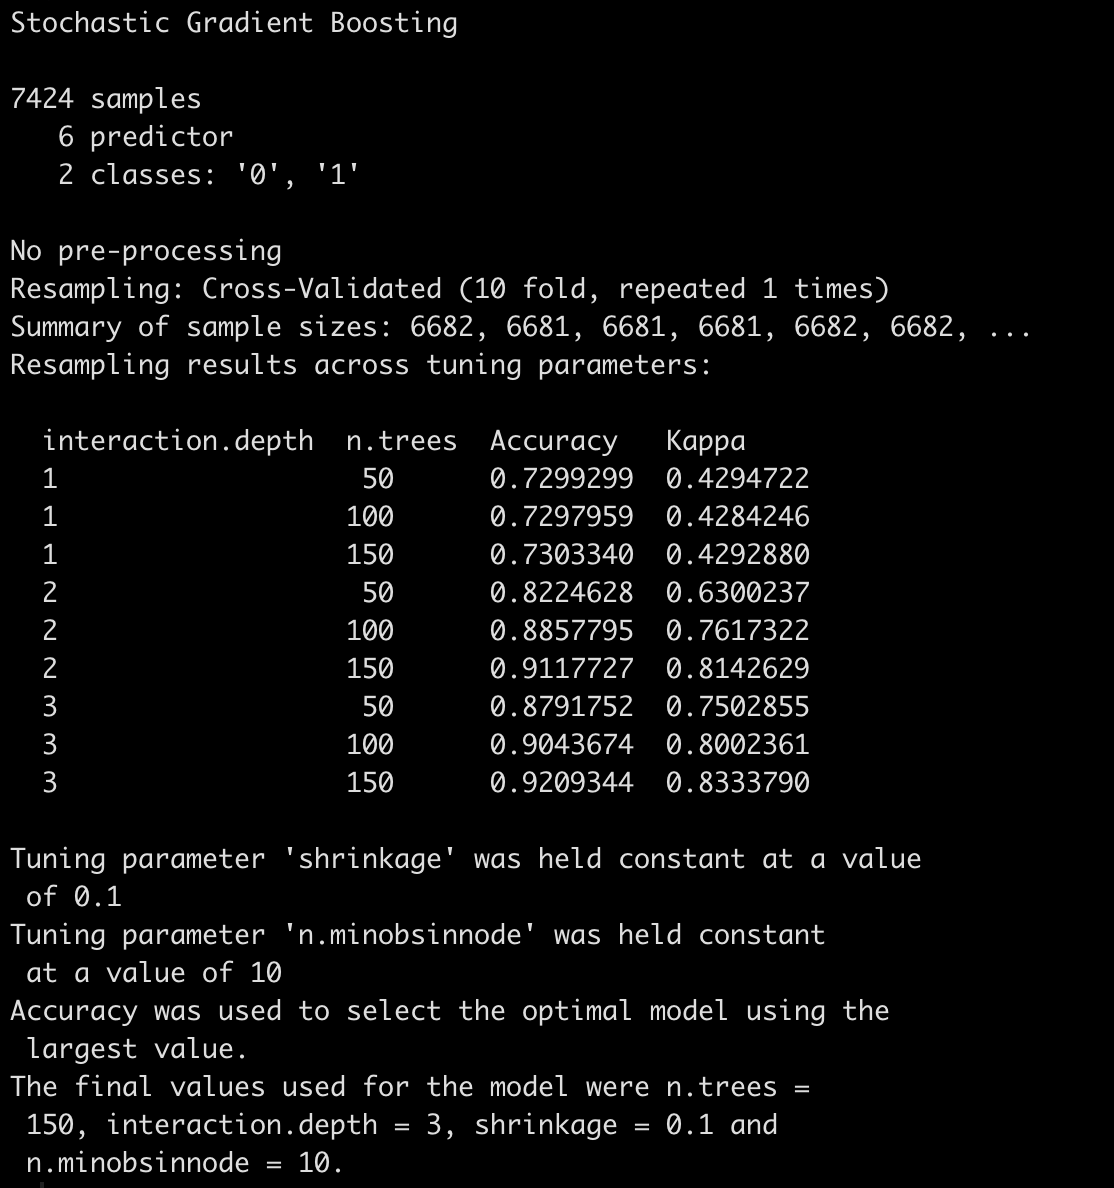 Stochastic Gradient Boosting

7424 samples
   6 predictor
   2 classes: '0', '1'

No pre-processing
Resampling: Cross-Validated (10 fold, repeated 1 times)
Summary of sample sizes: 6682, 6681, 6681, 6681, 6682, 6682, ...
Resampling results across tuning parameters:

  interaction.depth  n.trees  Accuracy   Kappa
  1                   50      0.7299299  0.4294722
  1                  100      0.7297959  0.4284246
  1                  150      0.7303340  0.4292880
  2                   50      0.8224628  0.6300237
  2                  100      0.8857795  0.7617322
  2                  150      0.9117727  0.8142629
  3                   50      0.8791752  0.7502855
  3                  100      0.9043674  0.8002361
  3                  150      0.9209344  0.8333790

Tuning parameter 'shrinkage' was held constant at a value
 of 0.1
Tuning parameter 'n.minobsinnode' was held constant
 at a value of 10
Accuracy was used to select the optimal model using the
 largest value.
The final values used for the model were n.trees =
 150, interaction.depth = 3, shrinkage = 0.1 and
 n.minobsinnode = 10.